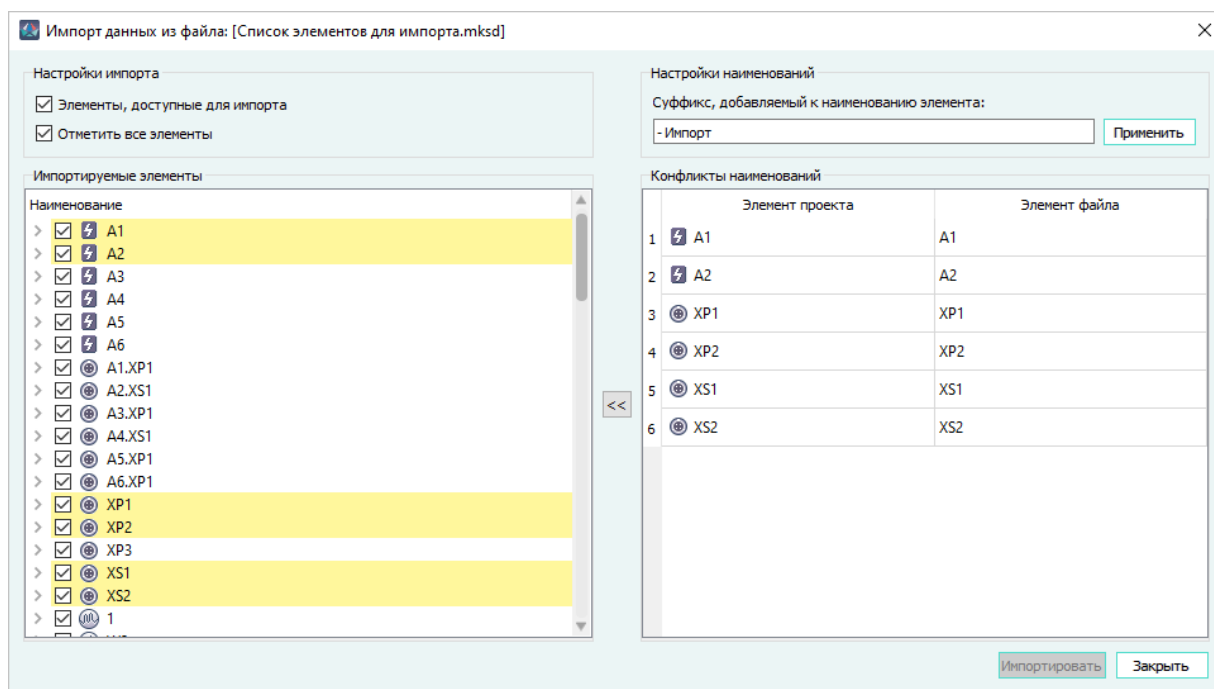 Импорт данных из файла: [Список элементов для импорта.mksd]
Настройки импорта
Элементы, доступные для импорта
Отметить все элементы
Настройки наименований
Суффикс, добавляемый к наименованию элемента:
- Импорт
Применить
Импортируемые элементы
Наименование
A1
A2
A3
A4
A5
A6
A1.XP1
A2.XS1
A3.XP1
A4.XS1
A5.XP1
A6.XP1
XP1
XP2
XP3
XS1
XS2
1
<<
Конфликты наименований
Элемент проекта Элемент файла
1 A1 A1
2 A2 A2
3 XP1 XP1
4 XP2 XP2
5 XS1 XS1
6 XS2 XS2
Импортировать Закрыть